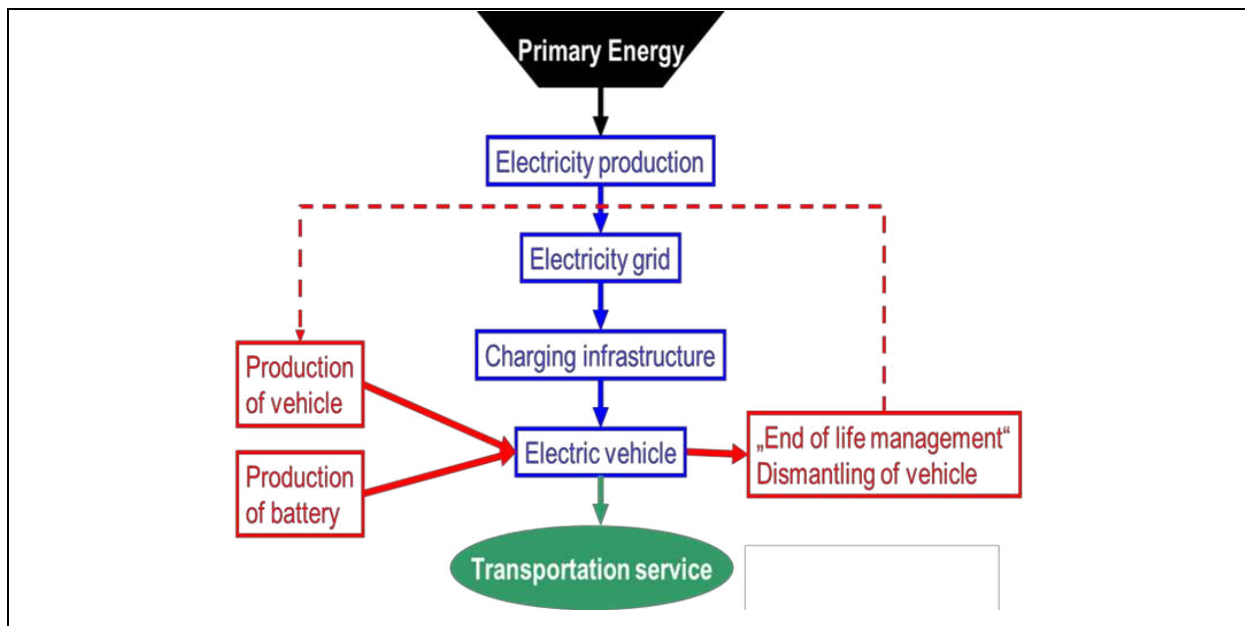 Primary Energy
Electricity production
Electricity grid
Charging infrastructure
Production
of vehicle
Electric vehicle
„End of life management“
Dismantling of vehicle
Production
of battery
Transportation service